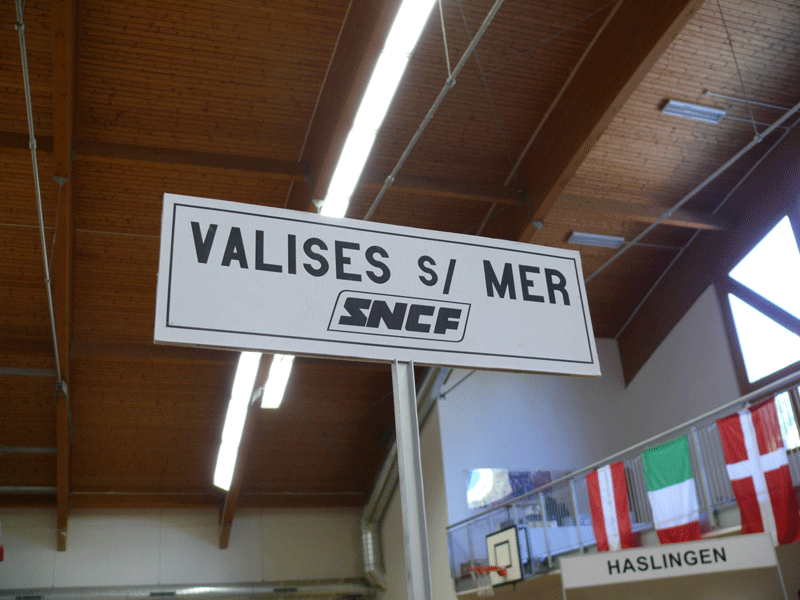 VALISES s/ MER
SNCF
HASLINGEN